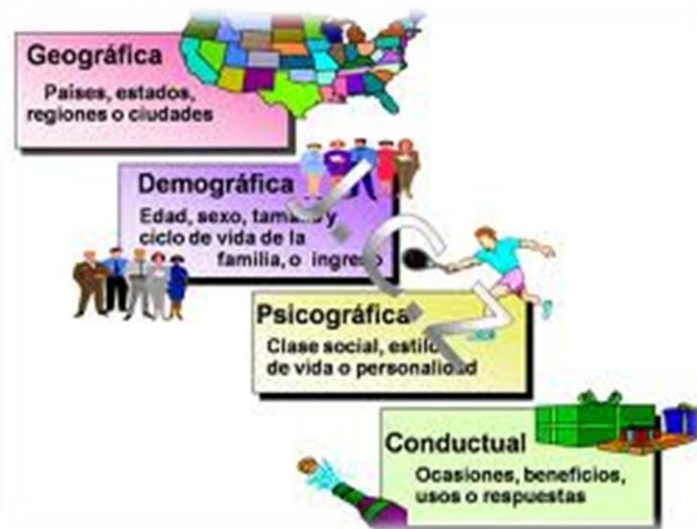 Geográfica
Países, estados,
regiones o ciudades
Demográfica
Edad, sexo, y
ciclo de vida de la
familia, o ingreso
Psicográfica
Clase social, estilo
de vida o personalidad
Conductual
Ocasiones, beneficios,
usos o respuestas